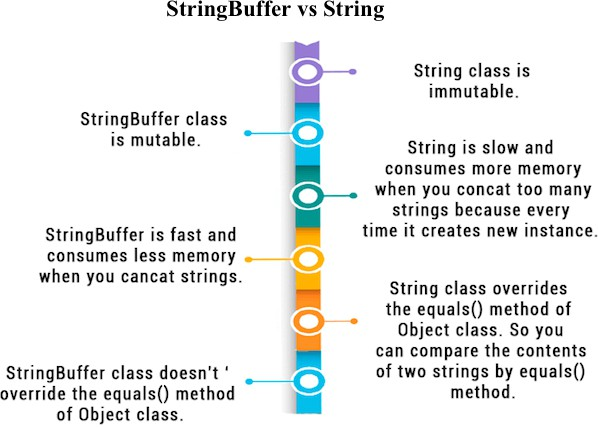 StringBuffer vs String
String class is
immutable.
StringBuffer class
is mutable.
String is slow and
consumes more memory
when you concat too many
strings because every
time it creates new instance.
StringBuffer is fast and
consumes less memory
when you cancat strings.
String class overrides
the equals() method of
Object class. So you
can compare the contents
of two strings by equals()
method.
StringBuffer class doesn't '
override the equals() method
of Object class.